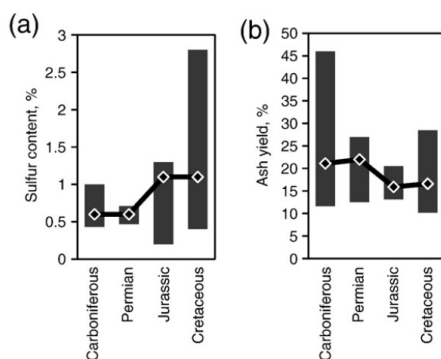 (a)
Sulfur content, %
3
2.5
2
1.5
1
0.5
0
Carboniferous
Permian
Jurassic
Cretaceous
(b)
Ash yield, %
50
45
40
35
30
25
20
15
10
5
0
Carboniferous
Permian
Jurassic
Cretaceous